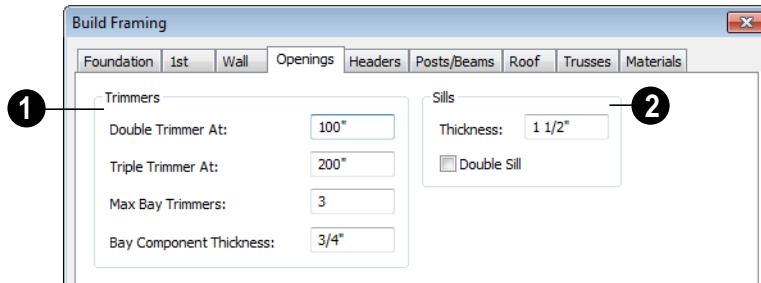 Build Framing
Foundation 1st Wall Openings Headers Posts/Beams Roof Trusses Materials
1 Trimmers
Double Trimmer At: 100"
Triple Trimmer At: 200"
Max Bay Trimmers: 3
Bay Component Thickness: 3/4"
Sills 2
Thickness: 1 1/2"
Double Sill